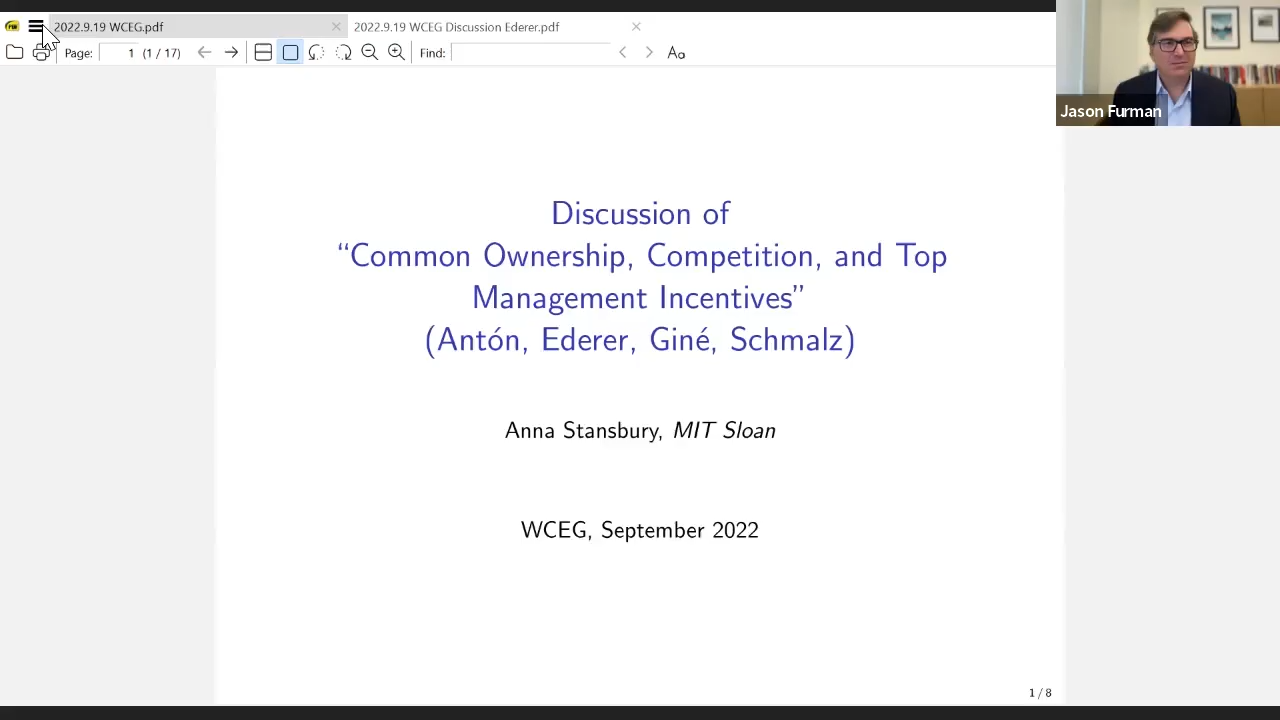 2022.9.19 WCEG.pdf
2022.9.19 WCEG Discussion Ederer.pdf
Page: 1 (1 / 17)
Find:
Aa
Jason Furman
Discussion of
“Common Ownership, Competition, and Top
Management Incentives”
(Antón, Ederer, Giné, Schmalz)
Anna Stansbury, MIT Sloan
WCEG, September 2022
1 / 8